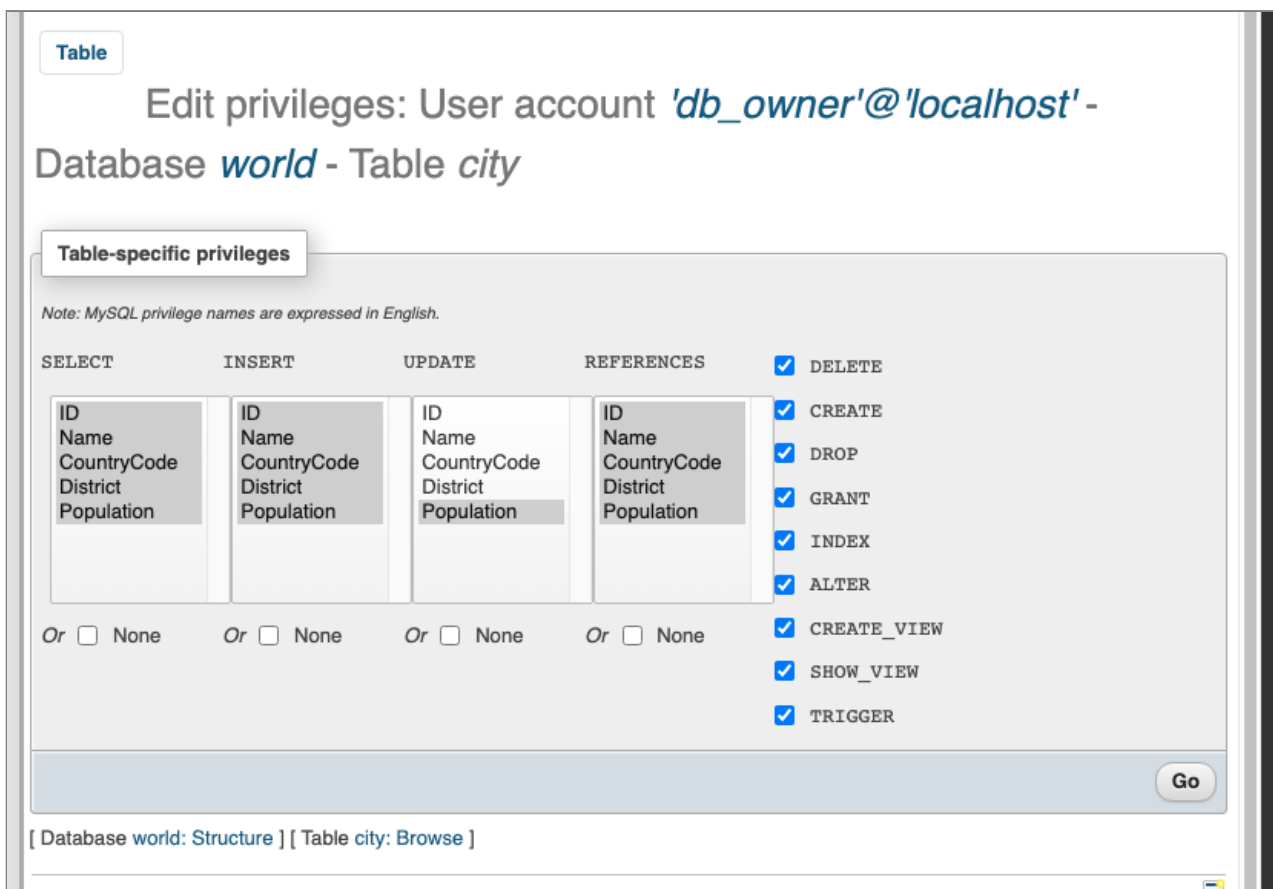 Table
Edit privileges: User account 'db_owner'@'localhost' -
Database world - Table city
Table-specific privileges
Note: MySQL privilege names are expressed in English.
SELECT
ID
Name
CountryCode
District
Population
Or None
INSERT
ID
Name
CountryCode
District
Population
Or None
UPDATE
ID
Name
CountryCode
District
Population
Or None
REFERENCES
ID
Name
CountryCode
District
Population
Or None
DELETE
CREATE
DROP
GRANT
INDEX
ALTER
CREATE_VIEW
SHOW_VIEW
TRIGGER
Go
[ Database world: Structure ] [ Table city: Browse ]